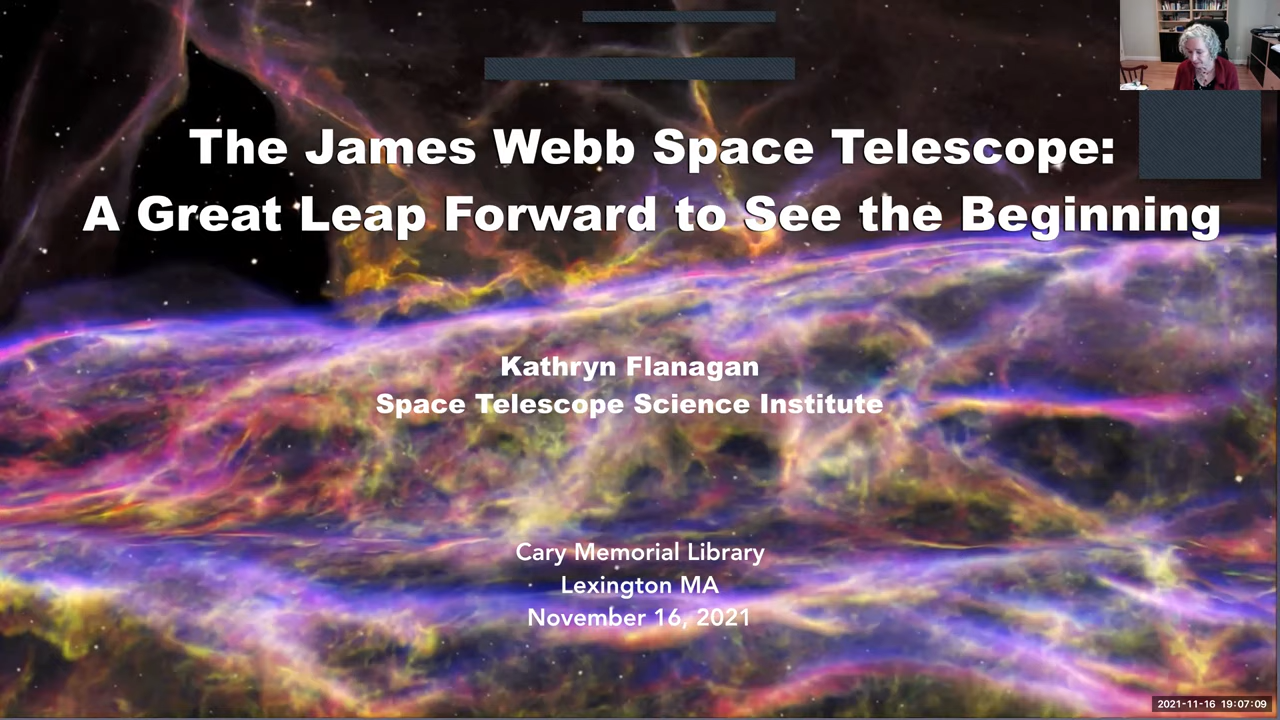 The James Webb Space Telescope:
A Great Leap Forward to See the Beginning
Kathryn Flanagan
Space Telescope Science Institute
Cary Memorial Library
Lexington MA
November 16, 2021
2021-11-16 19:07:09